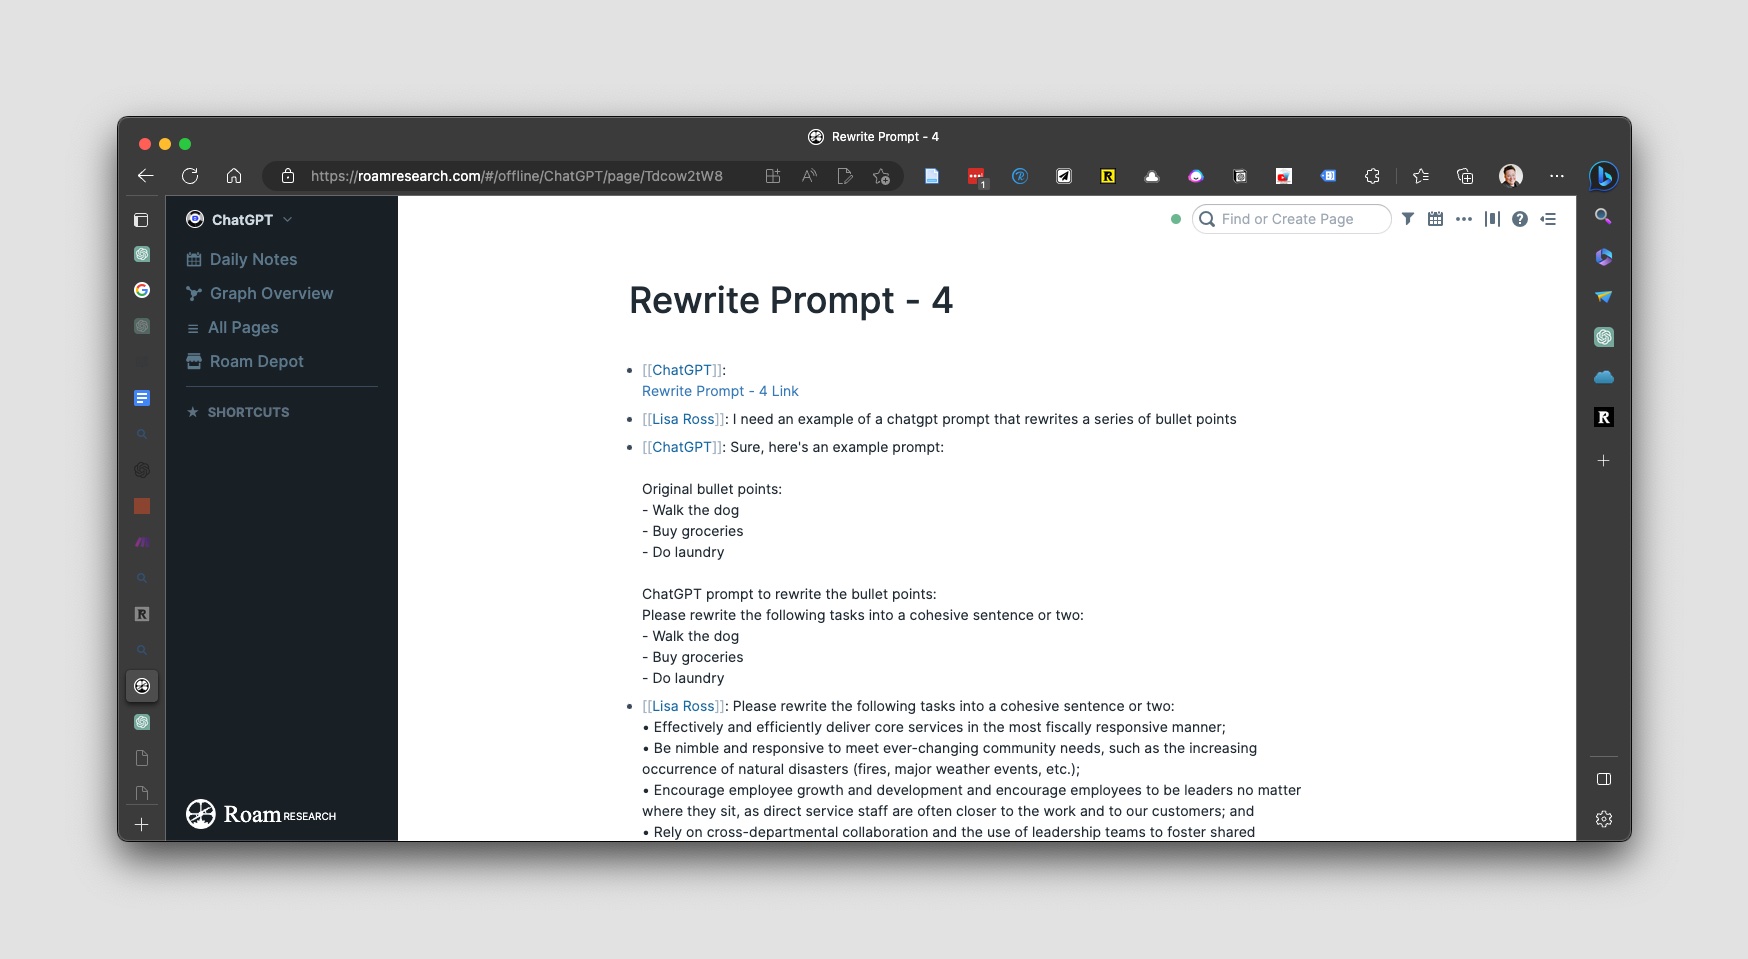 Rewrite Prompt - 4
https://roamresearch.com/#/offline/ChatGPT/page/Tdcow2tW8
1
ChatGPT
Find or Create Page
Daily Notes
Graph Overview
All Pages
Roam Depot
SHORTCUTS
Roam RESEARCH
Rewrite Prompt - 4
• [[ChatGPT]]:
Rewrite Prompt - 4 Link
• [[Lisa Ross]]: I need an example of a chatgpt prompt that rewrites a series of bullet points
• [[ChatGPT]]: Sure, here's an example prompt:
Original bullet points:
- Walk the dog
- Buy groceries
- Do laundry
ChatGPT prompt to rewrite the bullet points:
Please rewrite the following tasks into a cohesive sentence or two:
- Walk the dog
- Buy groceries
- Do laundry
• [[Lisa Ross]]: Please rewrite the following tasks into a cohesive sentence or two:
• Effectively and efficiently deliver core services in the most fiscally responsive manner;
• Be nimble and responsive to meet ever-changing community needs, such as the increasing
occurrence of natural disasters (fires, major weather events, etc.);
• Encourage employee growth and development and encourage employees to be leaders no matter
where they sit, as direct service staff are often closer to the work and to our customers; and
• Rely on cross-departmental collaboration and the use of leadership teams to foster shared